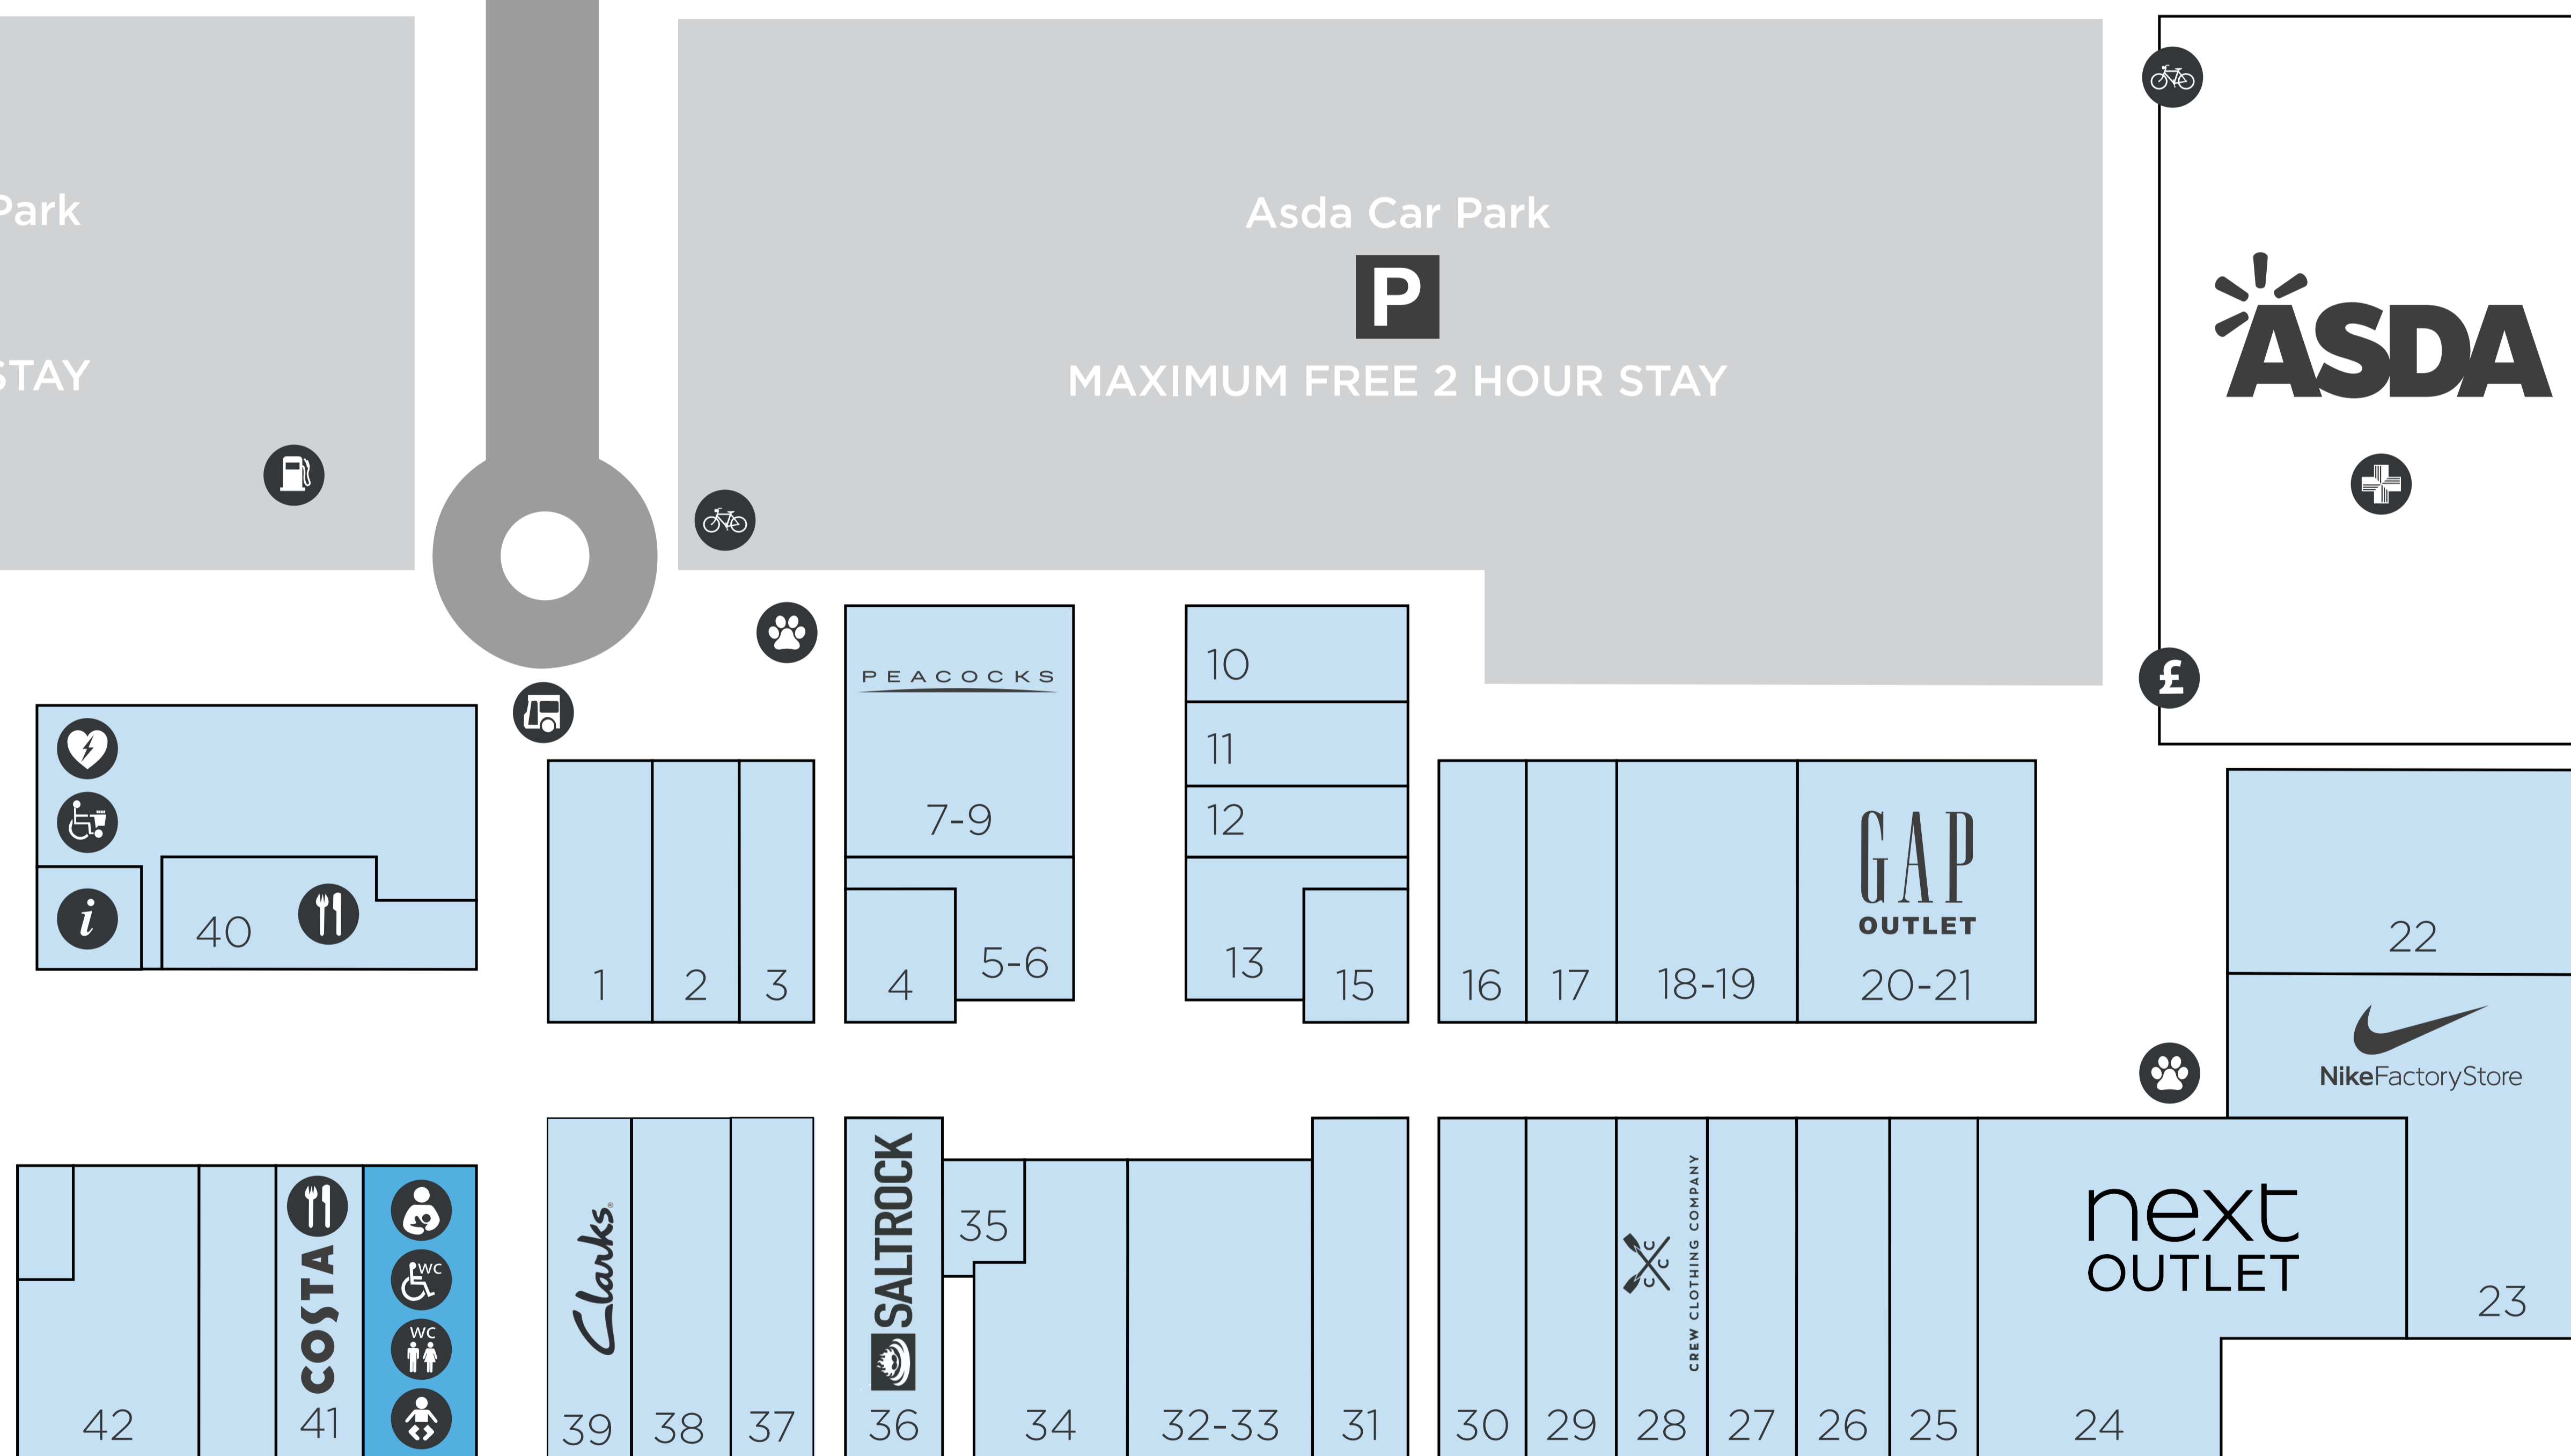 Park
STAY
Asda Car Park
P
MAXIMUM FREE 2 HOUR STAY
ASDA
£
PEACOCKS
7-9
10
11
12
GAP
OUTLET
20-21
i
40
1
2
3
4
5-6
13
15
16
17
18-19
22
NikeFactoryStore
23
42
COSTA
41
WC
WC
Clarks®
39
38
37
SALTROCK
36
35
34
32-33
31
30
29
CCC
CREW CLOTHING COMPANY
28
27
26
25
next
OUTLET
24